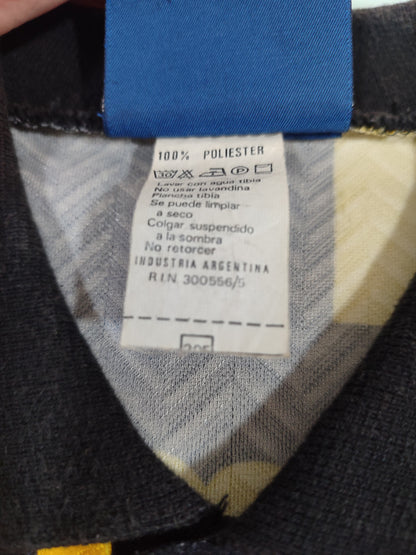 100% POLIESTER
Lavar con agua tibia
No usar lavandina
Plancha tibia
Se puede limpiar
a seco
Colgar suspendido
a la sombra
No retorcer
INDUSTRIA ARGENTINA
R.I.N. 300556/5